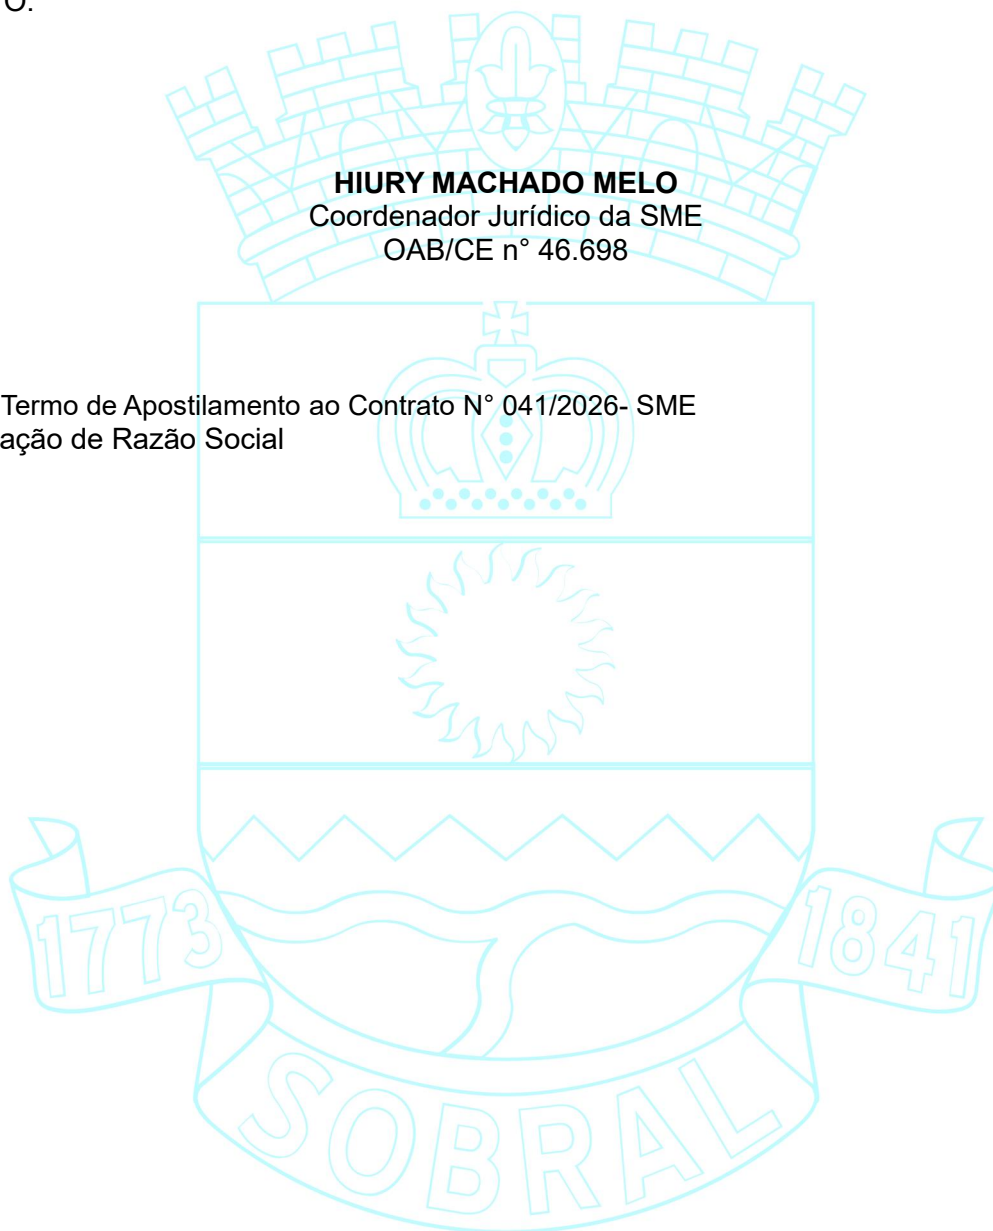 O.
HIURY MACHADO MELO
Coordenador Jurídico da SME
OAB/CE n° 46.698
Termo de Apostilamento ao Contrato N° 041/2026- SME
ação de Razão Social
1773
1841
SOBRAL